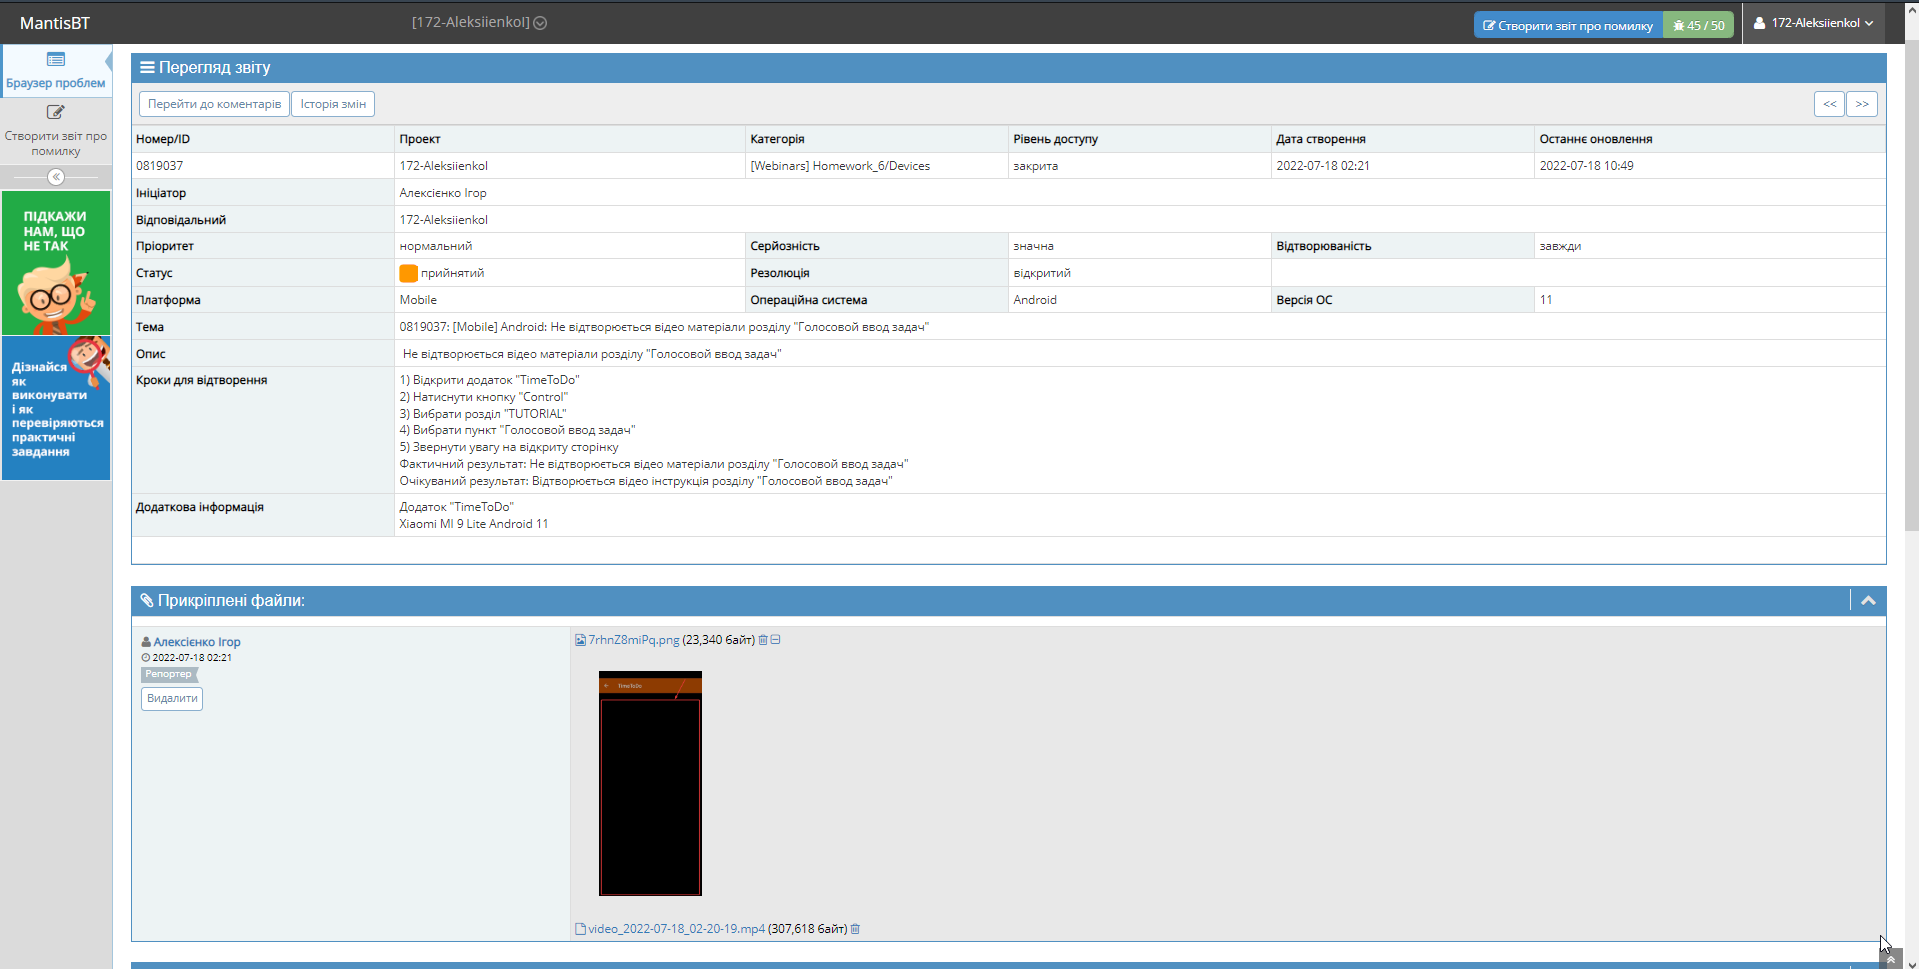 MantisBT
[172-Aleksiienkol]
Створити звіт про помилку
45 / 50
172-Aleksiienkol
Браузер проблем
Створити звіт про
помилку
ПІДКАЖИ
НАМ, ЩО
НЕ ТАК
Дізнайся
як
виконувати
і як
перевіряються
практичні
завдання
Перегляд звіту
Перейти до коментарів
Історія змін
<<
>>
Номер/ID Проект Категорія Рівень доступу Дата створення Останнє оновлення
0819037 172-Aleksiienkol [Webinars] Homework_6/Devices закрита 2022-07-18 02:21 2022-07-18 10:49
Ініціатор Алексієнко Ігор
Відповідальний 172-Aleksiienkol
Пріоритет нормальний Серйозність значна Відтворюваність завжди
Статус прийнятий Резолюція відкритий
Платформа Mobile Операційна система Android Версія ОС 11
Тема 0819037: [Mobile] Android: Не відтворюється відео матеріали розділу "Голосовой ввод задач"
Опис Не відтворюється відео матеріали розділу "Голосовой ввод задач"
Кроки для відтворення 1) Відкрити додаток "TimeToDo"
2) Натиснути кнопку "Control"
3) Вибрати розділ "TUTORIAL"
4) Вибрати пункт "Голосовой ввод задач"
5) Звернути увагу на відкриту сторінку
Фактичний результат: Не відтворюється відео матеріали розділу "Голосовой ввод задач"
Очікуваний результат: Відтворюється відео інструкція розділу "Голосовой ввод задач"
Додаткова інформація Додаток "TimeToDo"
Xiaomi MI 9 Lite Android 11
Прикріплені файли:
Алексієнко Ігор
2022-07-18 02:21
Репортер
Видалити
7rhnZ8miPq.png (23,340 байт)
TimeToDo
video_2022-07-18_02-20-19.mp4 (307,618 байт)